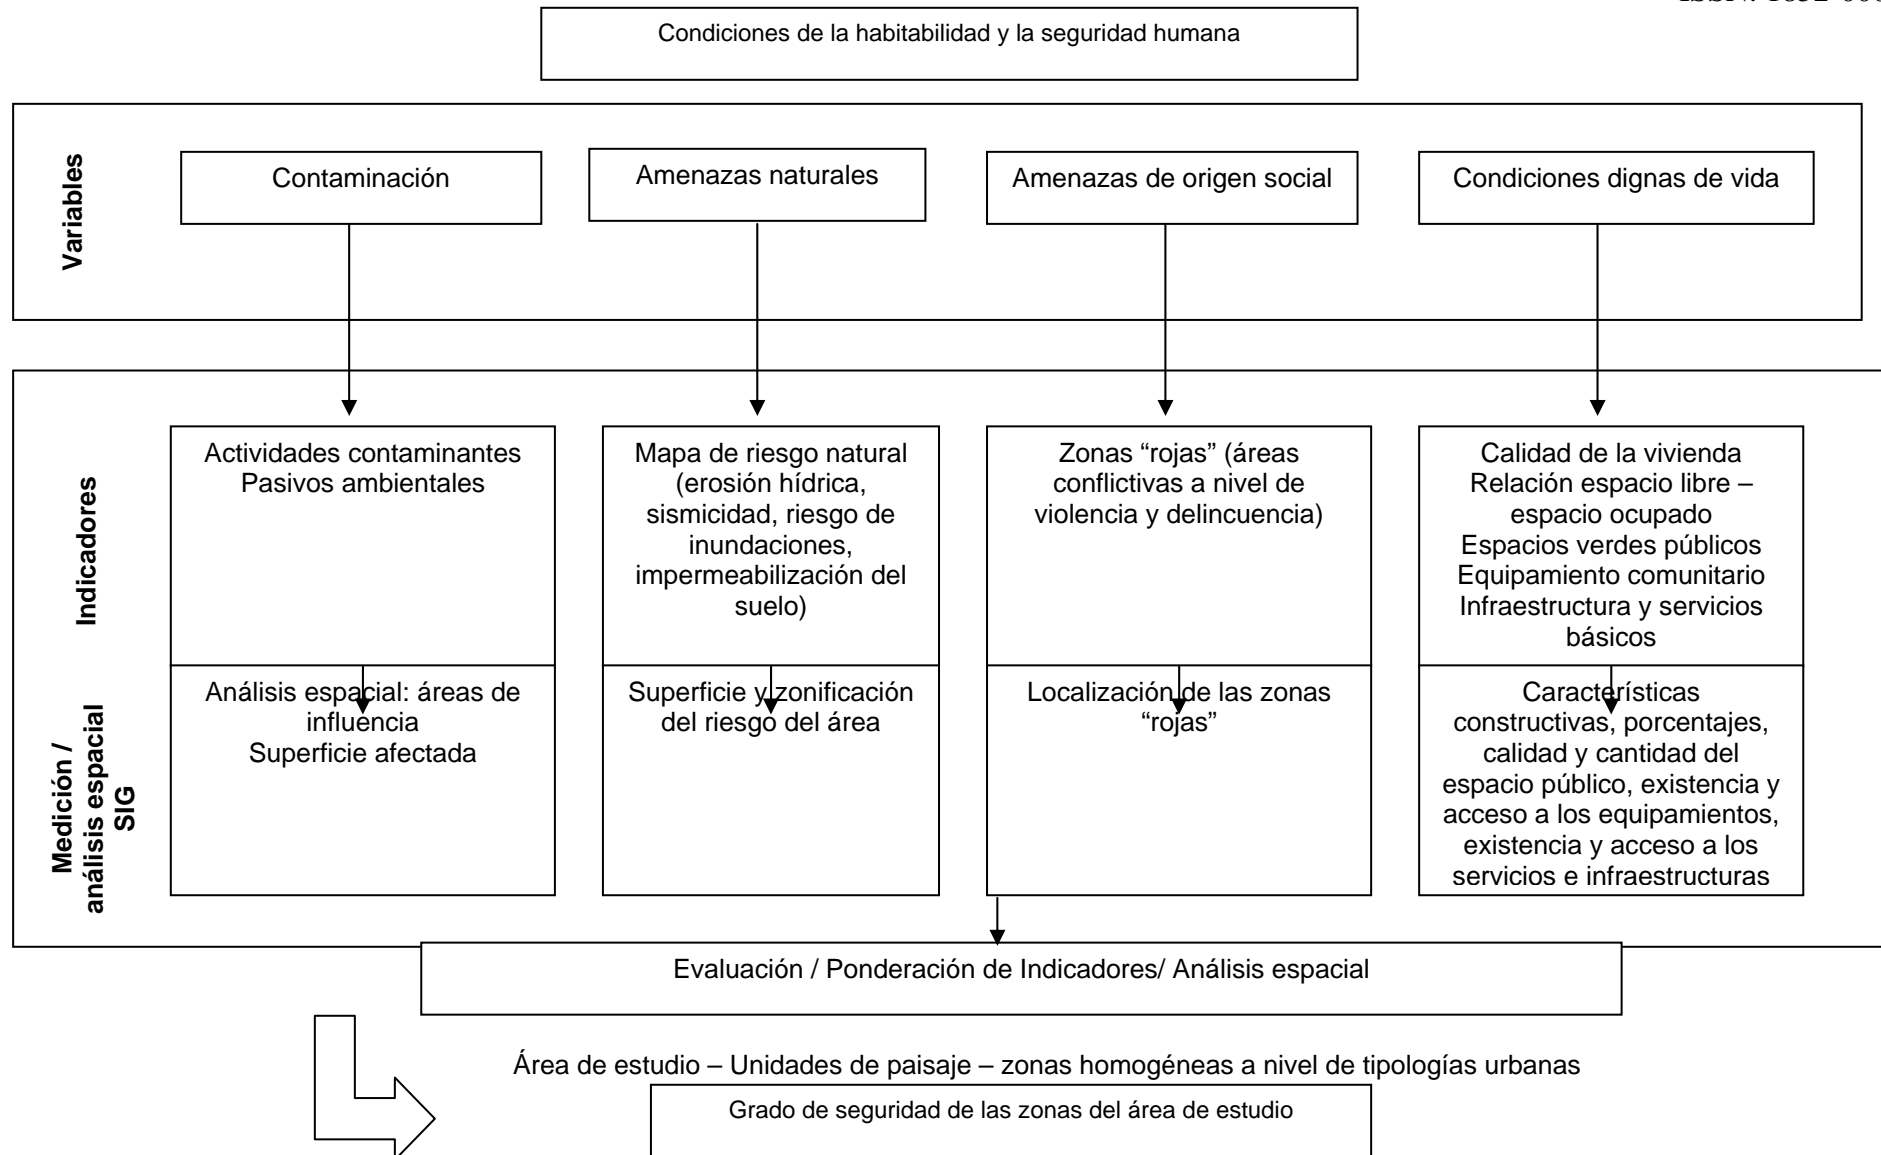 Condiciones de la habitabilidad y la seguridad humana
Variables
Contaminación
Amenazas naturales
Amenazas de origen social
Condiciones dignas de vida
Indicadores
Actividades contaminantes
Pasivos ambientales
Mapa de riesgo natural
(erosión hídrica,
sismicidad, riesgo de
inundaciones,
impermeabilización del
suelo)
Zonas “rojas” (áreas
conflictivas a nivel de
violencia y delincuencia)
Calidad de la vivienda
Relación espacio libre –
espacio ocupado
Espacios verdes públicos
Equipamiento comunitario
Infraestructura y servicios
básicos
Medición /
análisis espacial
SIG
Análisis espacial: áreas de
influencia
Superficie afectada
Superficie y zonificación
del riesgo del área
Localización de las zonas
“rojas”
Características
constructivas, porcentajes,
calidad y cantidad del
espacio público, existencia y
acceso a los equipamientos,
existencia y acceso a los
servicios e infraestructuras
Evaluación / Ponderación de Indicadores/ Análisis espacial
Área de estudio – Unidades de paisaje – zonas homogéneas a nivel de tipologías urbanas
Grado de seguridad de las zonas del área de estudio